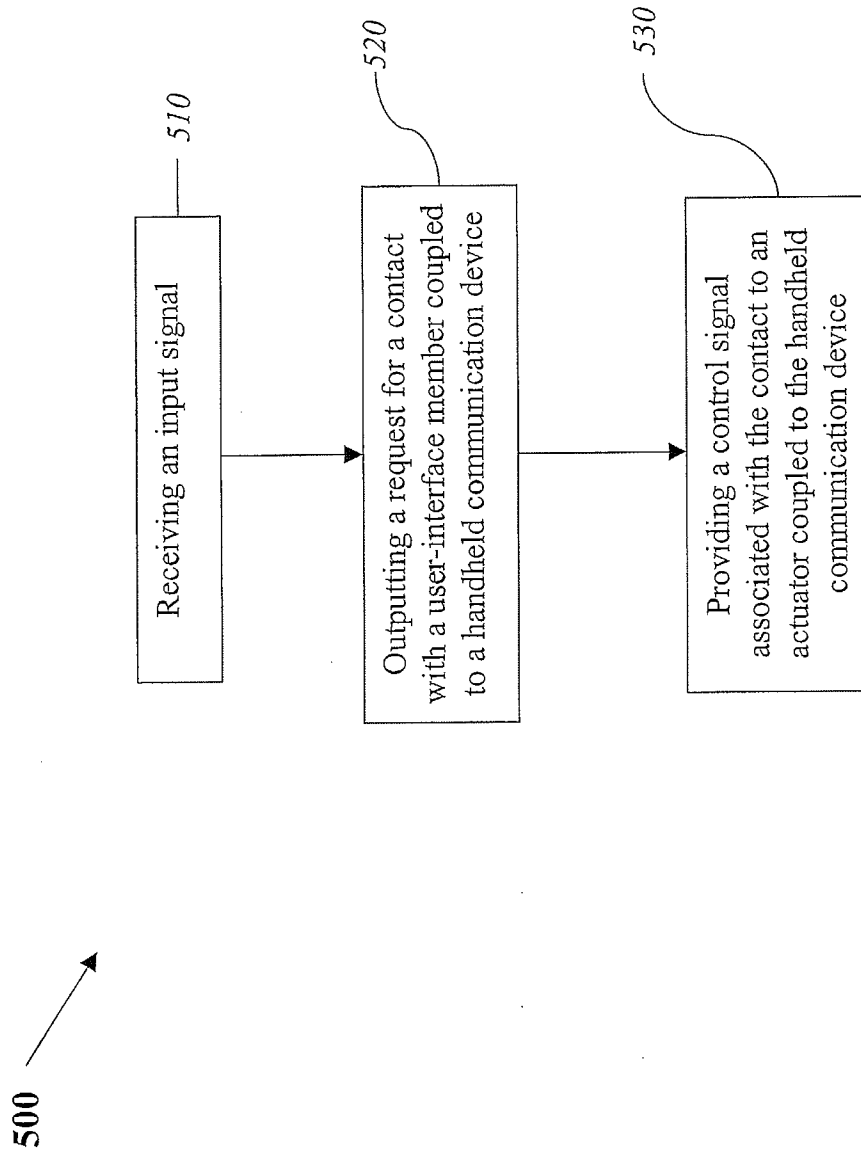 500
Receiving an input signal
510
Outputting a request for a contact
with a user-interface member coupled
to a handheld communication device
520
Providing a control signal
associated with the contact to an
actuator coupled to the handheld
communication device
530